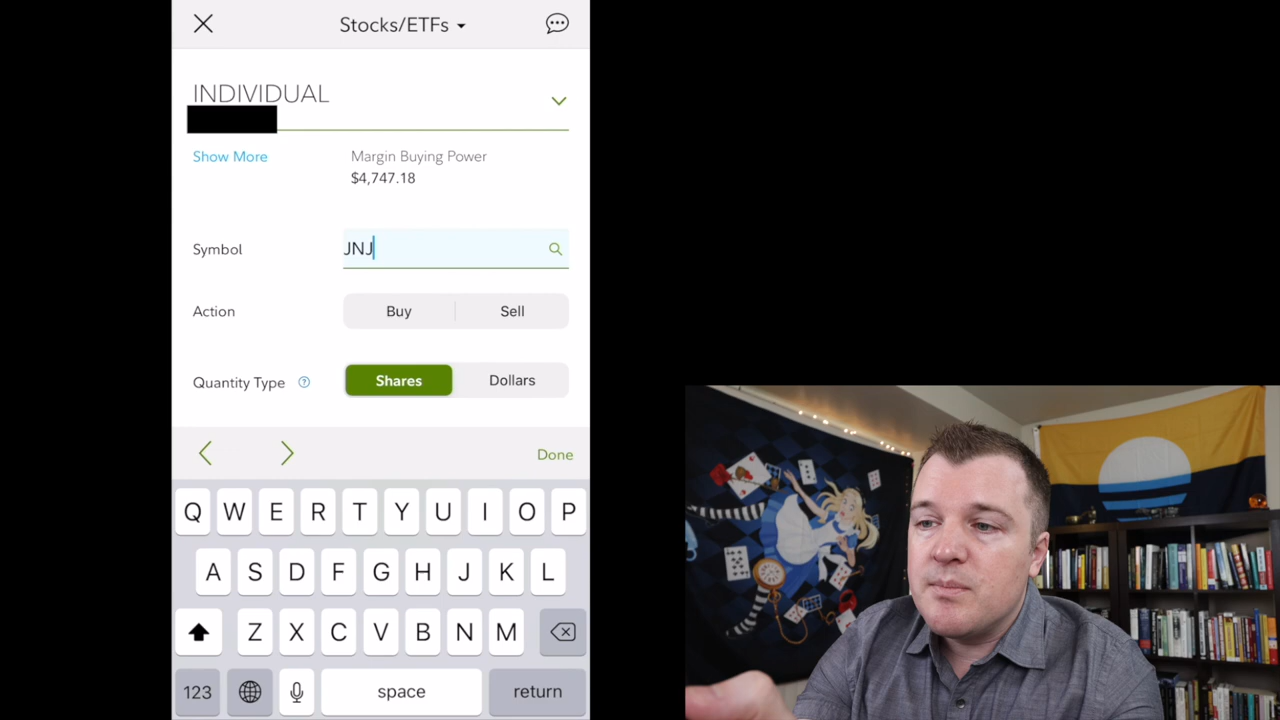 Stocks/ETFs
INDIVIDUAL
Show More
Margin Buying Power
$4,747.18
Symbol
JNJ
Action
Buy
Sell
Quantity Type
?
Shares
Dollars
Done
Q W E R T Y U I O P
A S D F G H J K L
Z X C V B N M
123
space
return